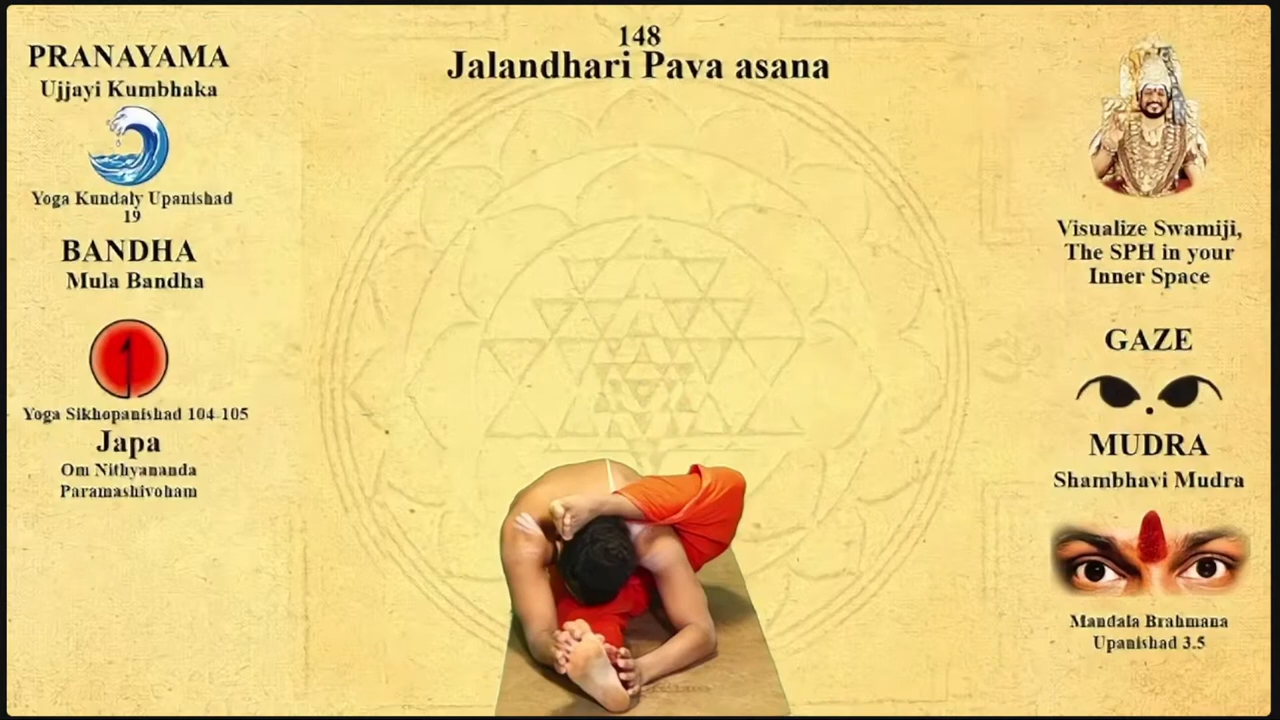 148
Jalandhari Pava asana
PRANAYAMA
Ujjayi Kumbhaka
Yoga Kundaly Upanishad
19
BANDHA
Mula Bandha
Yoga Sikhopanishad 104-105
Japa
Om Nithyananda
Paramashivoham
Visualize Swamiji,
The SPH in your
Inner Space
GAZE
MUDRA
Shambhavi Mudra
Mandala Brahmana
Upanishad 3.5